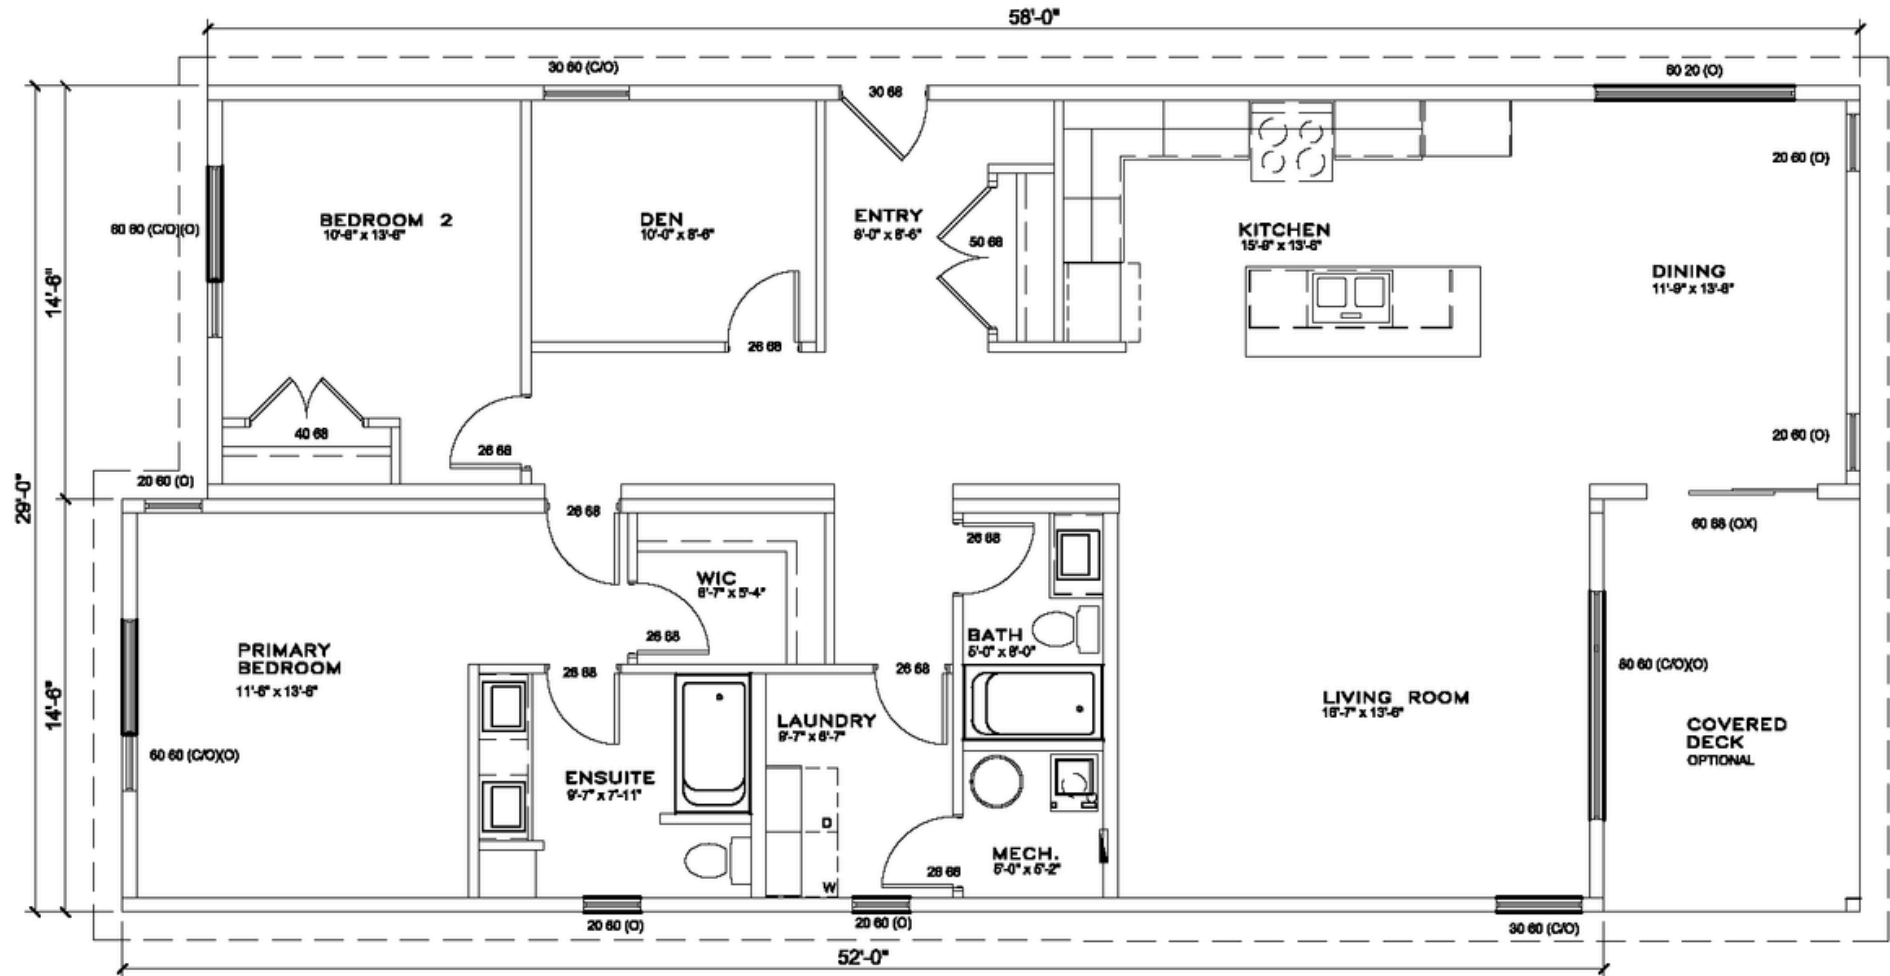 58'-0"
30 60 (C/O)
30 68
60 20 (O)
20 60 (O)
60 60 (C/O)(O)
BEDROOM 2
10'-6" x 13'-6"
DEN
10'-0" x 8'-6"
ENTRY
8'-0" x 8'-6"
50 68
KITCHEN
15'-9" x 13'-6"
DINING
11'-9" x 13'-6"
14'-6"
26 68
40 68
26 68
20 60 (O)
20 60 (O)
29'-0"
26 68
26 68
60 68 (OX)
WIC
6'-7" x 5'-4"
26 68
BATH
5'-0" x 8'-0"
PRIMARY
BEDROOM
11'-6" x 13'-6"
26 68
26 68
80 60 (C/O)(O)
14'-6"
LIVING ROOM
16'-7" x 13'-6"
LAUNDRY
9'-7" x 6'-7"
COVERED
DECK
OPTIONAL
60 60 (C/O)(O)
ENSUITE
9'-7" x 7'-11"
D
W
MECH.
5'-0" x 5'-2"
26 68
20 60 (O)
20 60 (O)
30 60 (C/O)
52'-0"